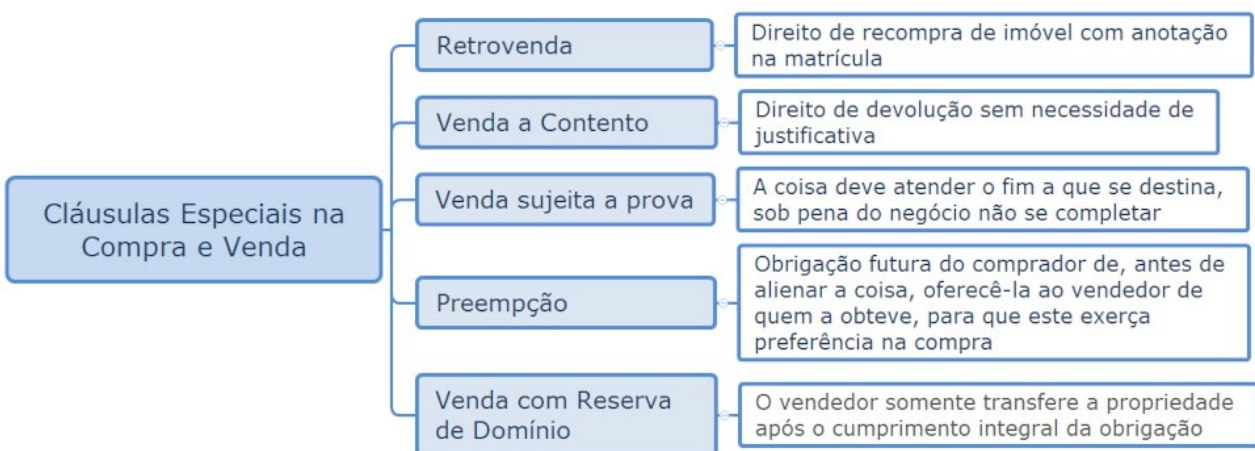 Cláusulas Especiais na
Compra e Venda
Retrovenda
Direito de recompra de imóvel com anotação
na matrícula
Venda a Contento
Direito de devolução sem necessidade de
justificativa
Venda sujeita a prova
A coisa deve atender o fim a que se destina,
sob pena do negócio não se completar
Preempção
Obrigação futura do comprador de, antes de
alienar a coisa, oferecê-la ao vendedor de
quem a obteve, para que este exerça
preferência na compra
Venda com Reserva
de Domínio
O vendedor somente transfere a propriedade
após o cumprimento integral da obrigação